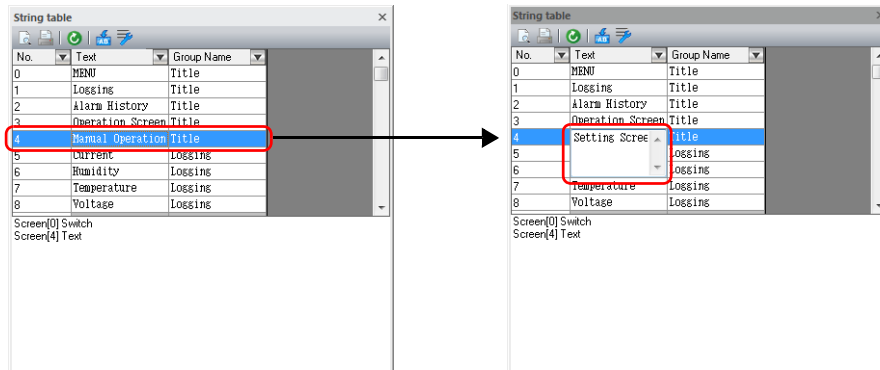 String table
No. Text Group Name
0 MENU Title
1 Logging Title
2 Alarm History Title
3 Operation Screen Title
4 Manual Operation Title
5 Current Logging
6 Humidity Logging
7 Temperature Logging
8 Voltage Logging
Screen[0] Switch
Screen[4] Text
String table
No. Text Group Name
0 MENU Title
1 Logging Title
2 Alarm History Title
3 Operation Screen Title
4 Setting Scree Title
5 Logging
6 Logging
7 Temperature Logging
8 Voltage Logging
Screen[0] Switch
Screen[4] Text